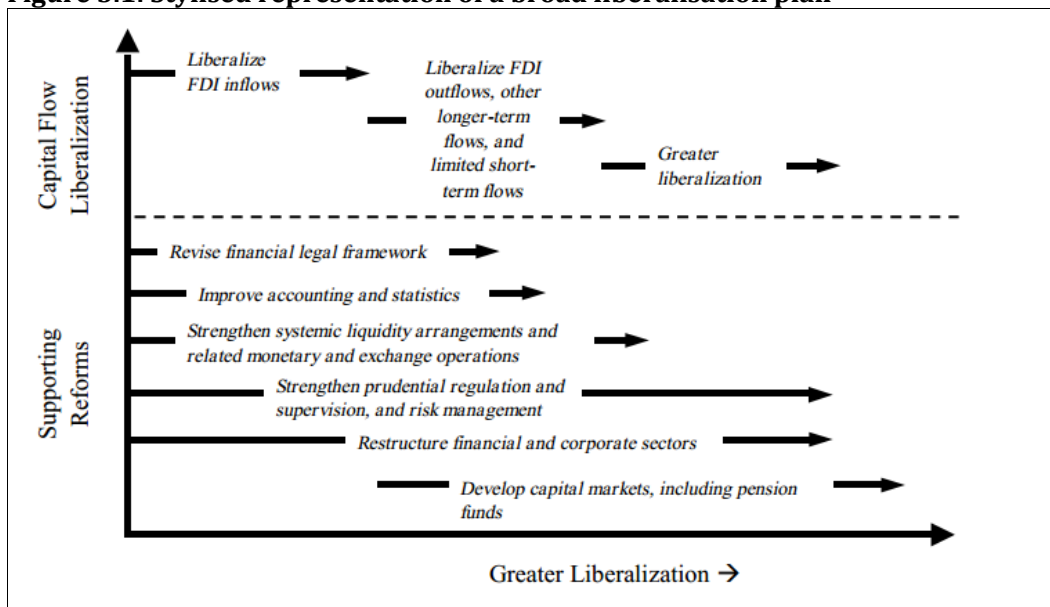 Figure 3.1: stylised representation of a broad liberalisation plan
Capital Flow
Liberalization
Liberalize
FDI inflows
Liberalize FDI
outflows, other
longer-term
flows, and
limited short-
term flows
Greater
liberalization
Supporting
Reforms
Revise financial legal framework
Improve accounting and statistics
Strengthen systemic liquidity arrangements and
related monetary and exchange operations
Strengthen prudential regulation and
supervision, and risk management
Restructure financial and corporate sectors
Develop capital markets, including pension
funds
Greater Liberalization →